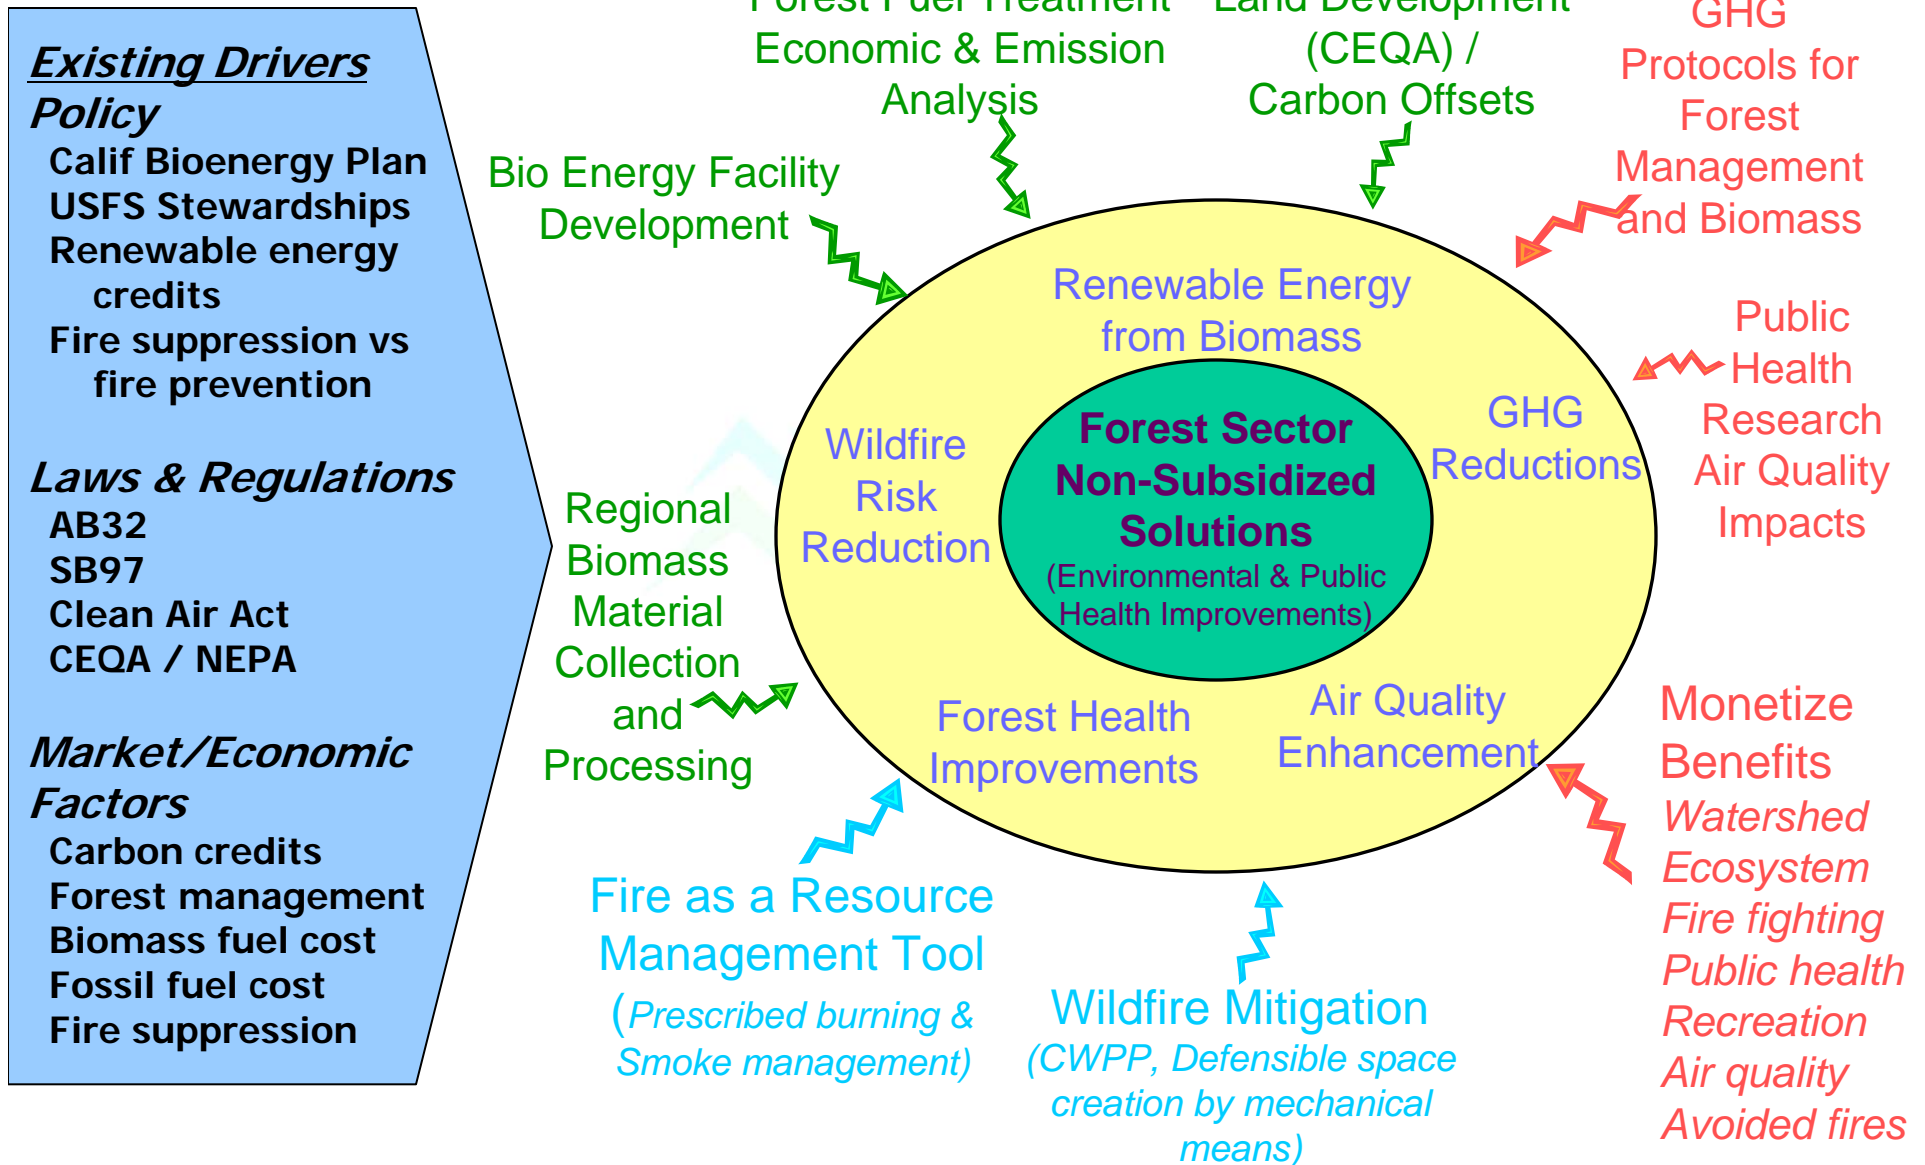 Existing Drivers
Policy
Calif Bioenergy Plan
USFS Stewardships
Renewable energy
credits
Fire suppression vs
fire prevention
Laws & Regulations
AB32
SB97
Clean Air Act
CEQA / NEPA
Market/Economic
Factors
Carbon credits
Forest management
Biomass fuel cost
Fossil fuel cost
Fire suppression
Forest Fuel Treatment
Economic & Emission
Analysis
Land Development
(CEQA) /
Carbon Offsets
GHG
Protocols for
Forest
Management
and Biomass
Bio Energy Facility
Development
Public
Health
Research
Air Quality
Impacts
Renewable Energy
from Biomass
Wildfire
Risk
Reduction
GHG
Reductions
Forest Sector
Non-Subsidized
Solutions
(Environmental & Public
Health Improvements)
Forest Health
Improvements
Air Quality
Enhancement
Regional
Biomass
Material
Collection
and
Processing
Monetize
Benefits
Watershed
Ecosystem
Fire fighting
Public health
Recreation
Air quality
Avoided fires
Fire as a Resource
Management Tool
(Prescribed burning &
Smoke management)
Wildfire Mitigation
(CWPP, Defensible space
creation by mechanical
means)